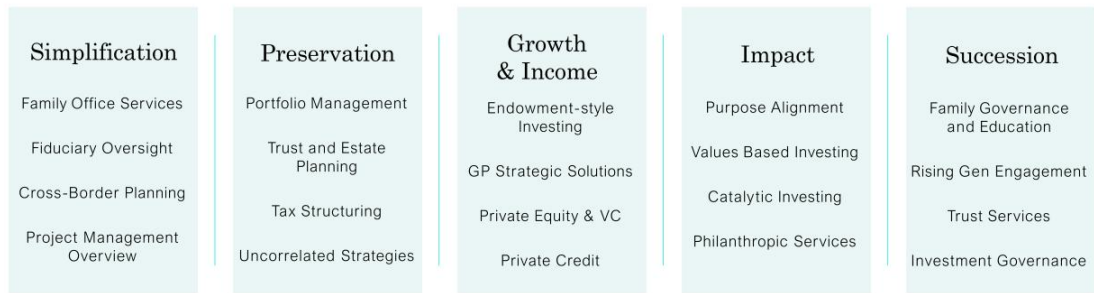 Simplification
Family Office Services
Fiduciary Oversight
Cross-Border Planning
Project Management
Overview
Preservation
Portfolio Management
Trust and Estate
Planning
Tax Structuring
Uncorrelated Strategies
Growth
& Income
Endowment-style
Investing
GP Strategic Solutions
Private Equity & VC
Private Credit
Impact
Purpose Alignment
Values Based Investing
Catalytic Investing
Philanthropic Services
Succession
Family Governance
and Education
Rising Gen Engagement
Trust Services
Investment Governance